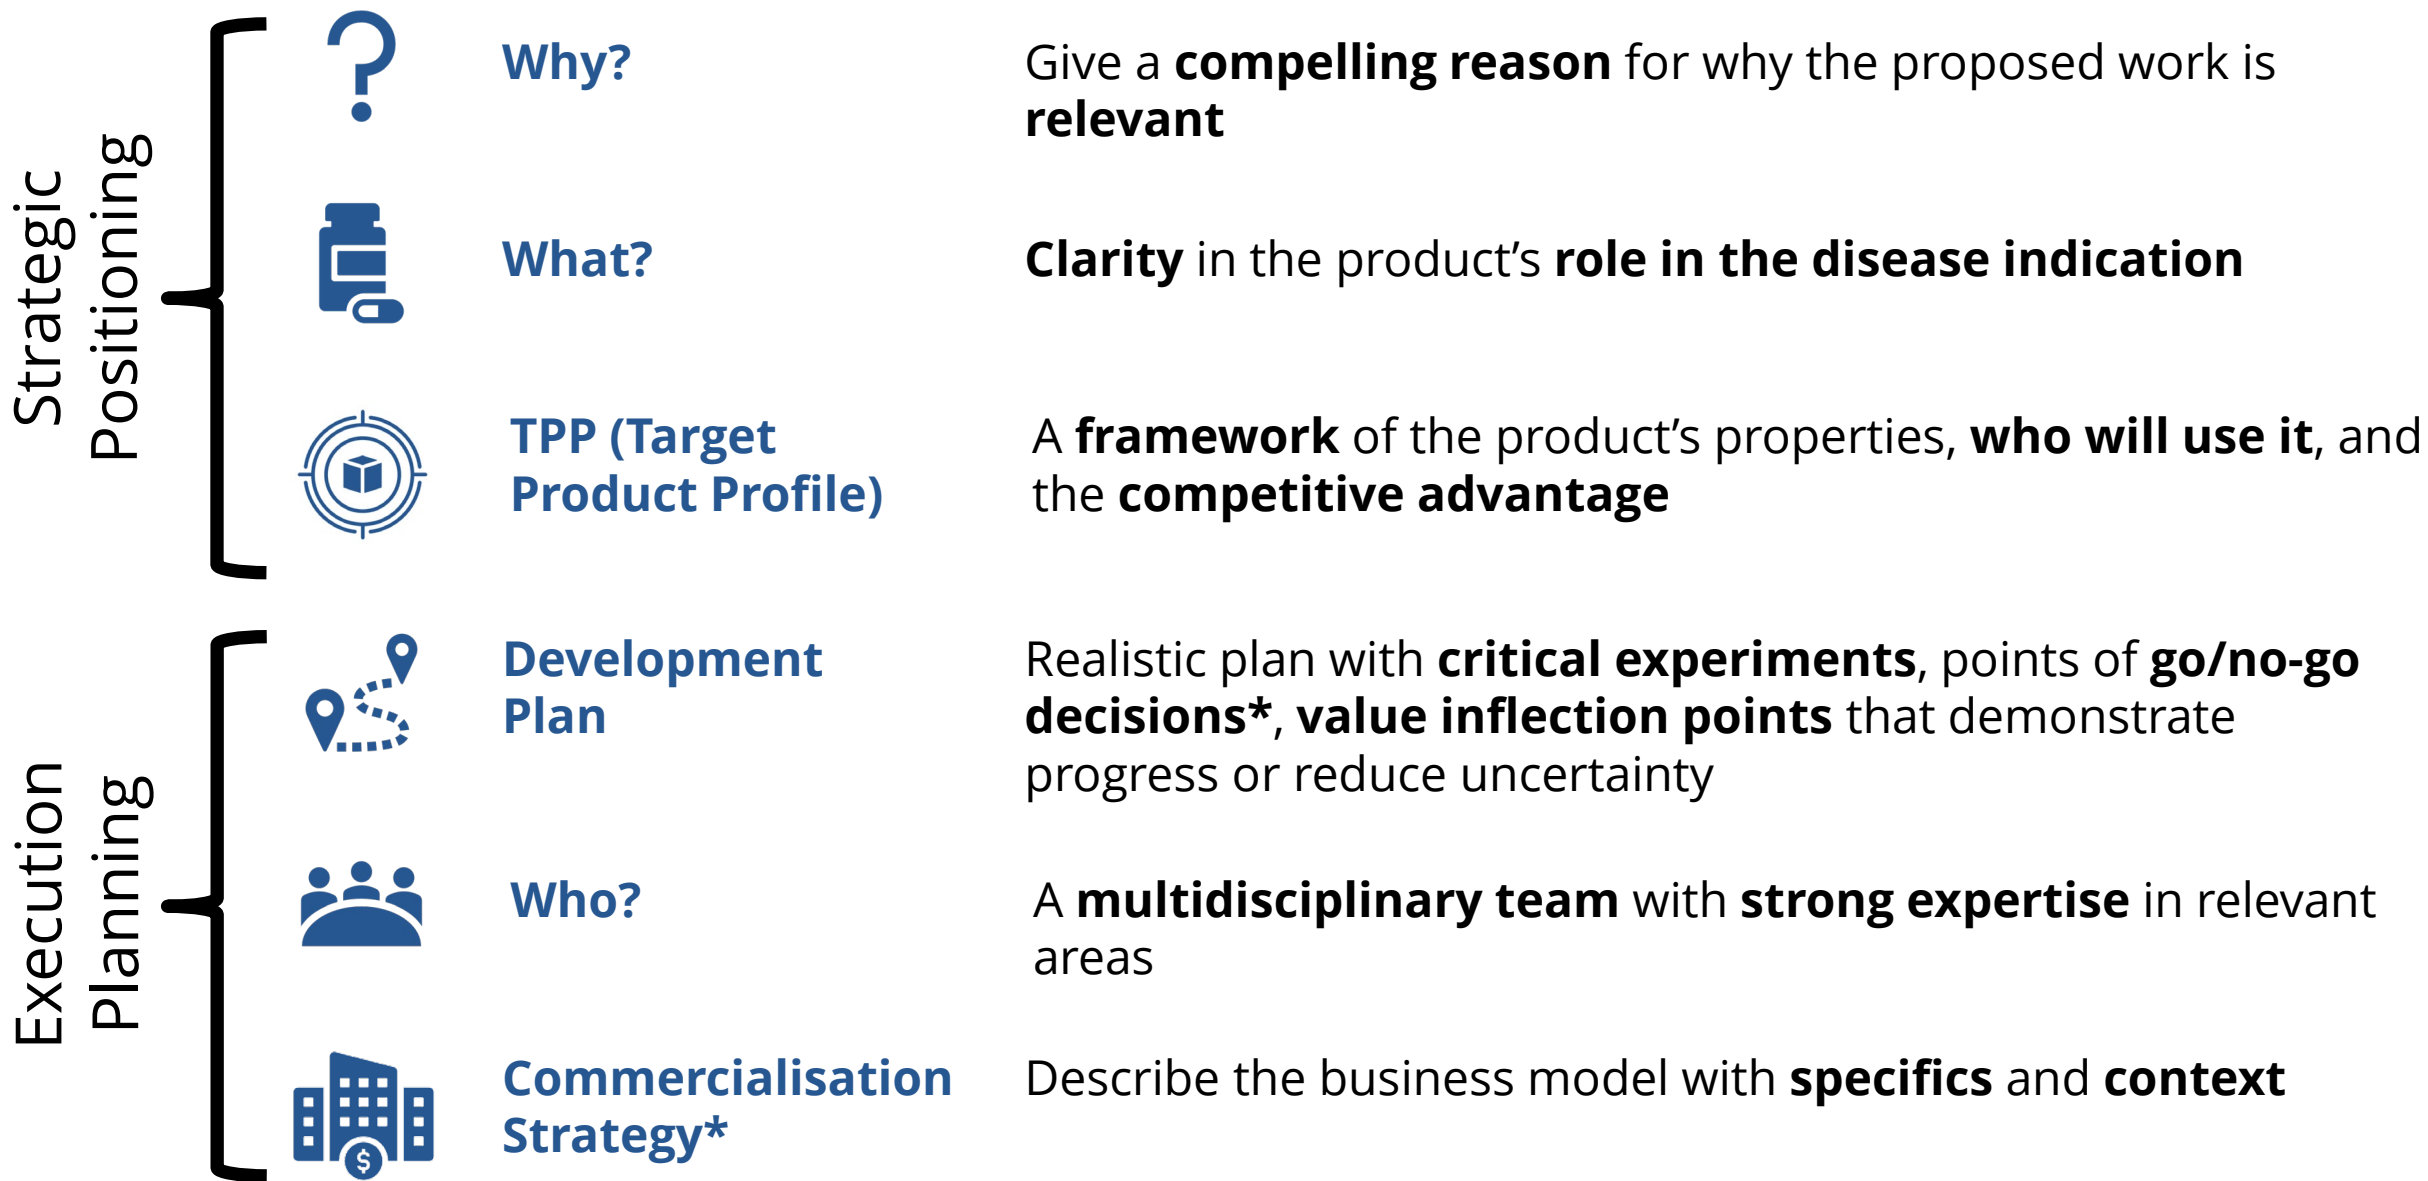 Strategic
Positioning
Why?
Give a compelling reason for why the proposed work is
relevant
What?
Clarity in the product’s role in the disease indication
TPP (Target
Product Profile)
A framework of the product’s properties, who will use it, and
the competitive advantage
Execution
Planning
Development
Plan
Realistic plan with critical experiments, points of go/no-go
decisions*, value inflection points that demonstrate
progress or reduce uncertainty
Who?
A multidisciplinary team with strong expertise in relevant
areas
Commercialisation
Strategy*
Describe the business model with specifics and context
$